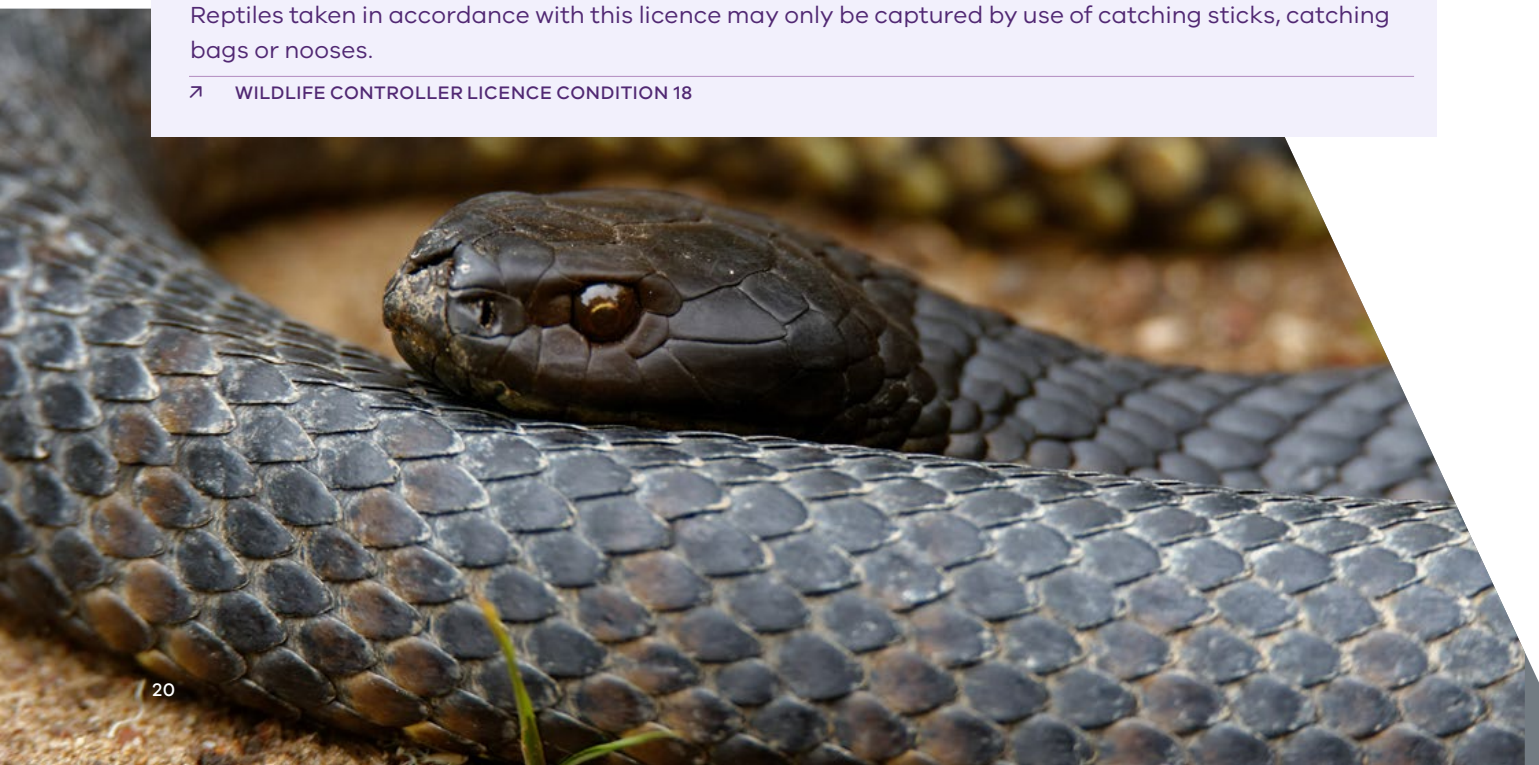 Reptiles taken in accordance with this licence may only be captured by use of catching sticks, catching
bags or nooses.
WILDLIFE CONTROLLER LICENCE CONDITION 18
20